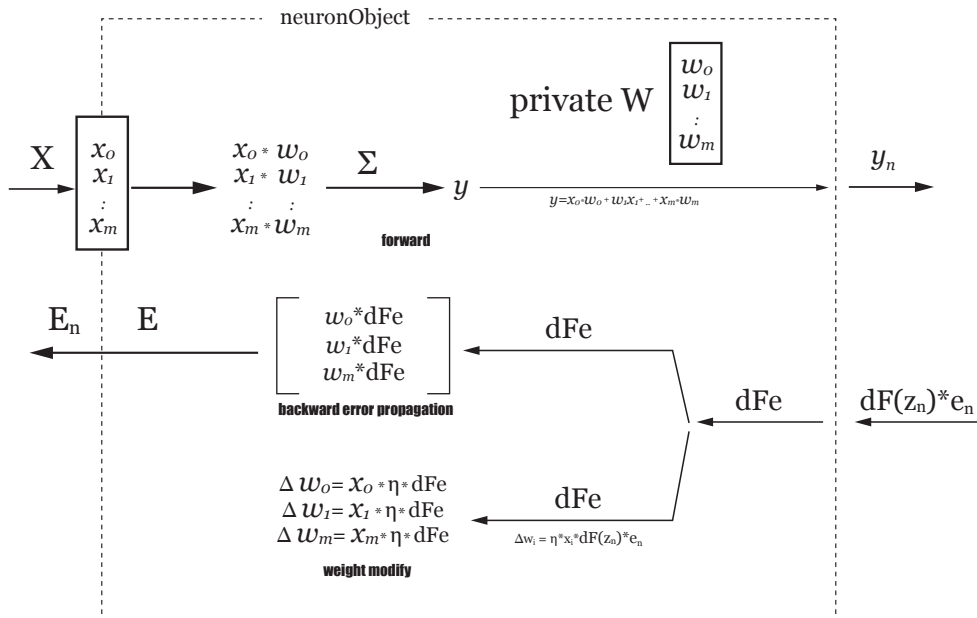 neuronObject
private W
w₀
w₁
:
wₘ
X
x₀
x₁
:
xₘ
x₀ * w₀
x₁ * w₁
: :
xₘ * wₘ
Σ
y
y=x₀*w₀+w₁x₁+..+xₘ*wₘ
yₙ
forward
Eₙ
E
w₀*dFe
w₁*dFe
wₘ*dFe
backward error propagation
dFe
dFe
dF(zₙ)*eₙ
Δ w₀= x₀ * η* dFe
Δ w₁= x₁ * η* dFe
Δ wₘ= xₘ* η* dFe
weight modify
dFe
Δwᵢ = η*xᵢ*dF(zₙ)*eₙ